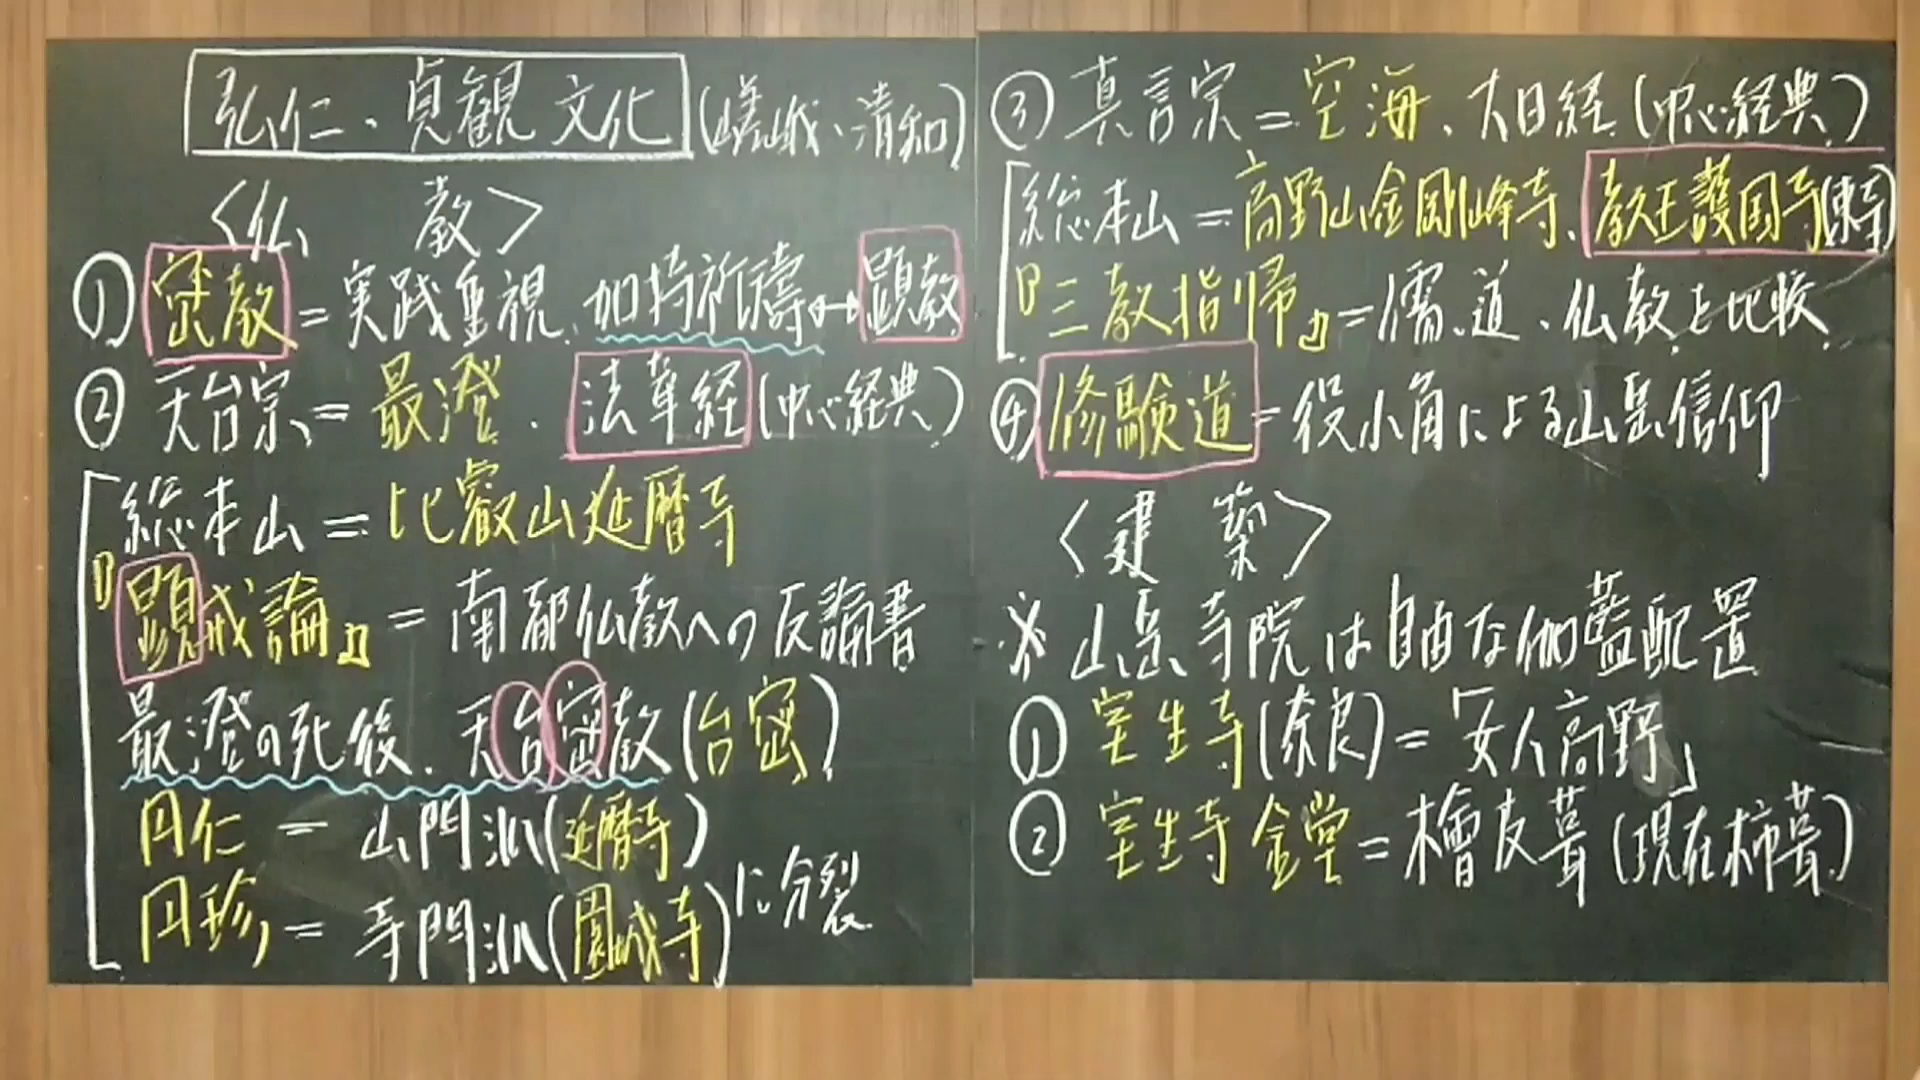 弘仁、貞観文化(嵯峨、清和)
〈仏 教〉
① 密教=実践重視、加持祈禱↔顕教
② 天台宗=最澄、法華経(中心経典)
総本山=比叡山延暦寺
『顕戒論』=南都仏教への反論書
最澄の死後、天台密教(台密)
円仁=山門派(延暦寺)
円珍=寺門派(園城寺)に分裂
③ 真言宗=空海、大日経(中心経典)
総本山=高野山金剛峰寺、教王護国寺(東寺)
『三教指帰』=儒、道、仏教と比較
④ 修験道=役小角による山岳信仰
〈建 築〉
※山岳寺院は自由な伽藍配置
① 室生寺(奈良)=「女人高野」
② 室生寺金堂=檜皮葺(現在柿葺)